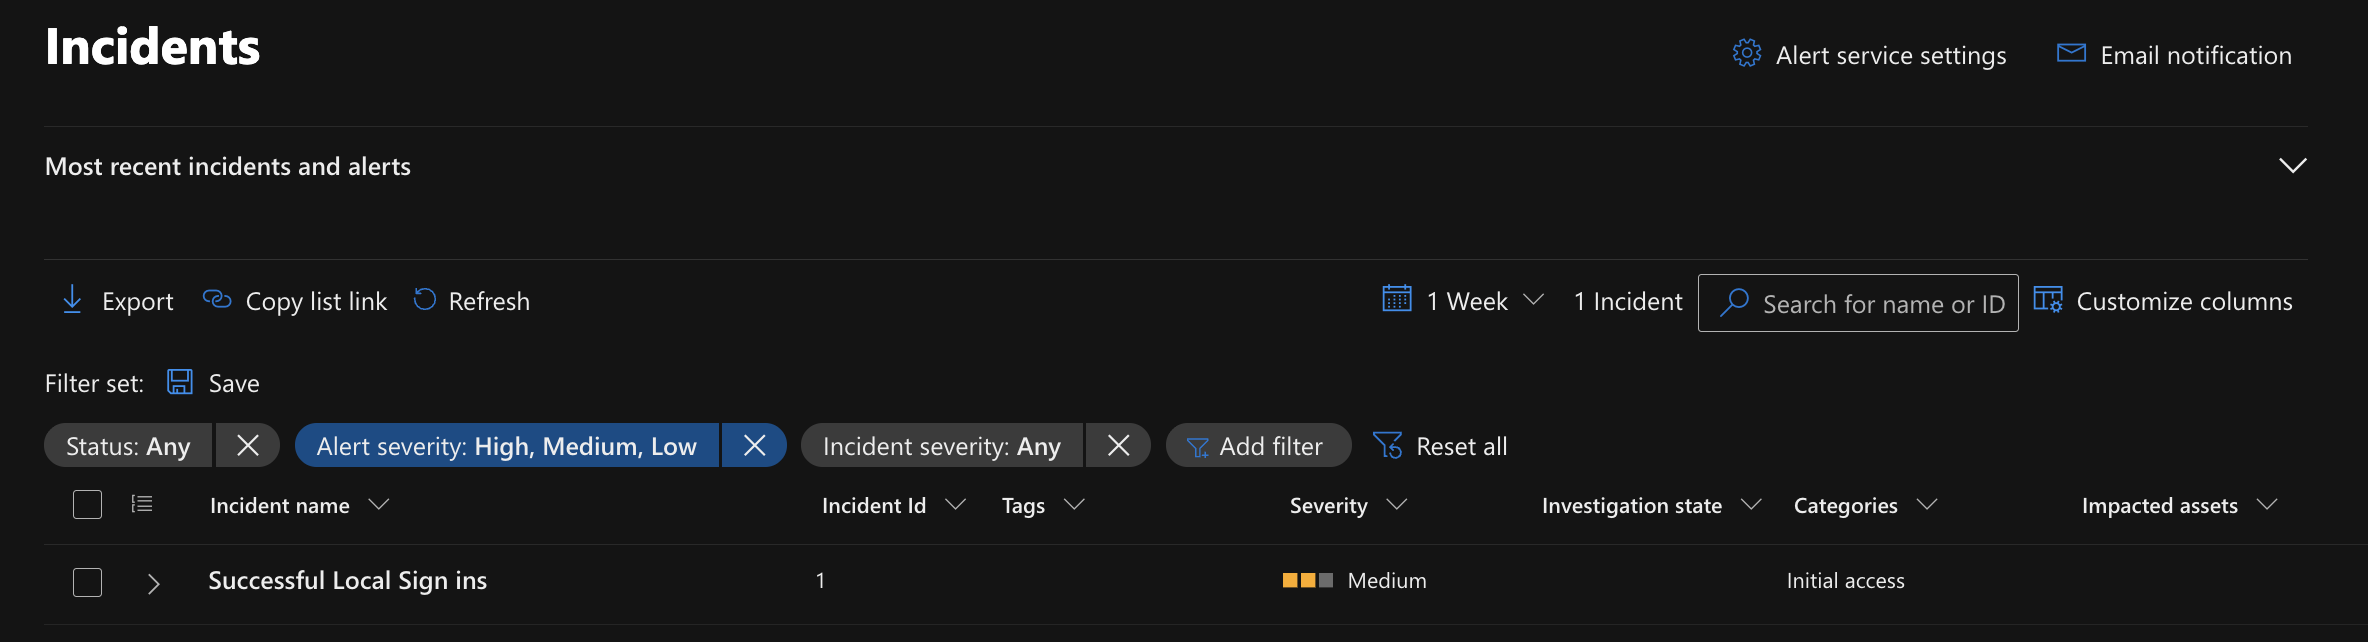 Incidents
Alert service settings Email notification
Most recent incidents and alerts
Export Copy list link Refresh 1 Week 1 Incident Search for name or ID Customize columns
Filter set: Save
Status: Any Alert severity: High, Medium, Low Incident severity: Any Add filter Reset all
Incident name Incident Id Tags Severity Investigation state Categories Impacted assets
Successful Local Sign ins 1 Medium Initial access